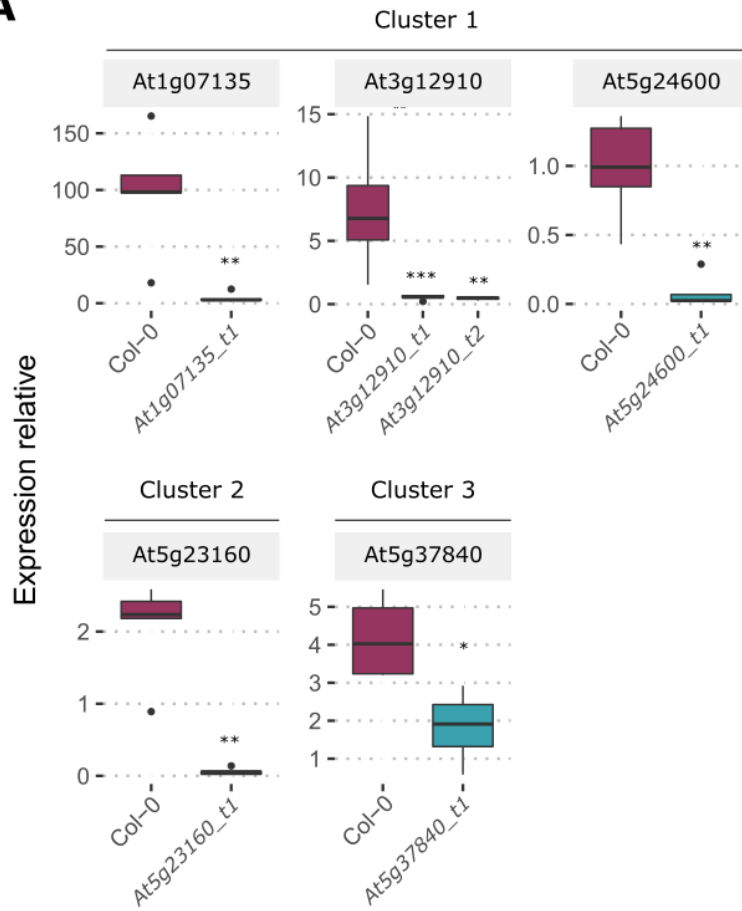 A
Cluster 1
At1g07135
At3g12910
At5g24600
150
100
50
0
**
Col-0
At1g07135_t1
15
10
5
0
***
**
Col-0
At3g12910_t1
At3g12910_t2
1.0
0.5
0.0
**
Col-0
At5g24600_t1
Expression relative
Cluster 2
Cluster 3
At5g23160
At5g37840
2
1
0
**
Col-0
At5g23160_t1
5
4
3
2
1
*
Col-0
At5g37840_t1